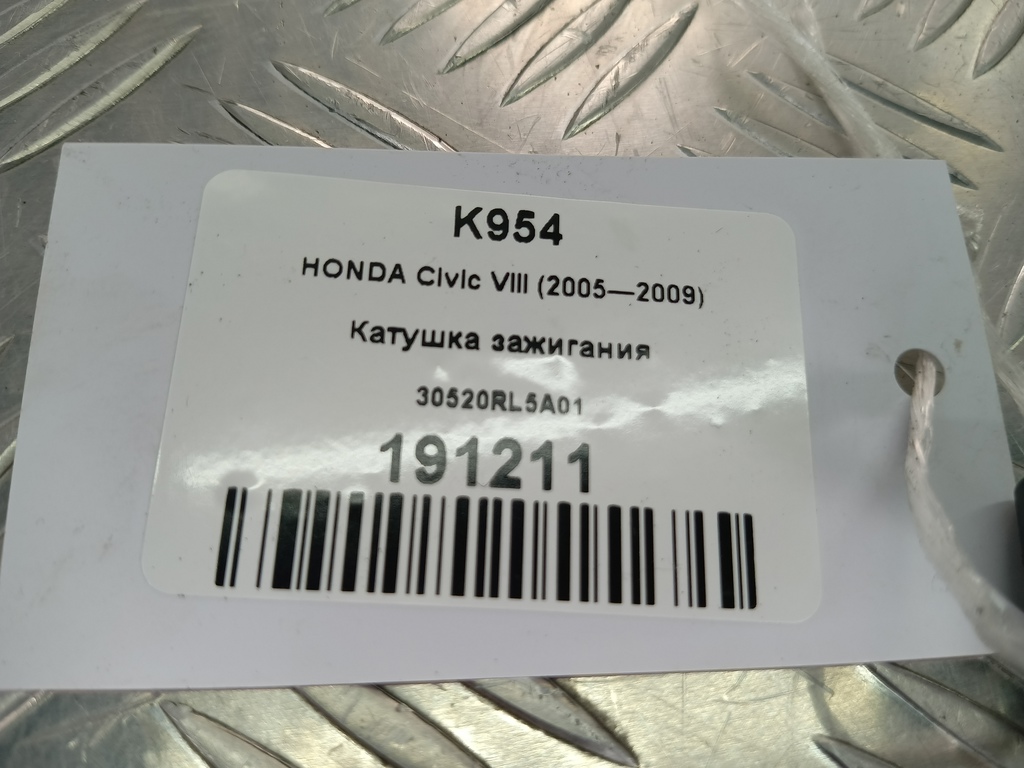 K954
HONDA Civic VIII (2005—2009)
Катушка зажигания
30520RL5A01
191211